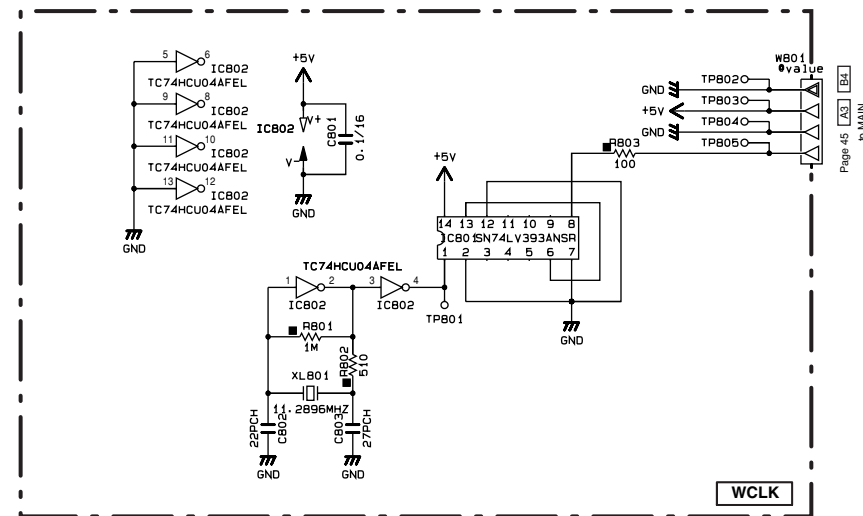 5 6 IC802
TC74HCU04AFEL
9 8 IC802
TC74HCU04AFEL
11 10 IC802
TC74HCU04AFEL
13 12 IC802
TC74HCU04AFEL
GND
+5V
IC802
V+
V-
C801
0.1/16
GND
W801
@value
TP802
GND
TP803
+5V
TP804
GND
TP805
R803
100
Page 45 A3 B4
to MAIN
+5V
14 13 12 11 10 9 8
IC801SN74LV393ANSR
1 2 3 4 5 6 7
TP801
GND
TC74HCU04AFEL
1 2 3 4
IC802 IC802
R801
1M
R802
510
XL801
11.2896MHZ
22PCH
C802
C803
27PCH
GND GND
WCLK